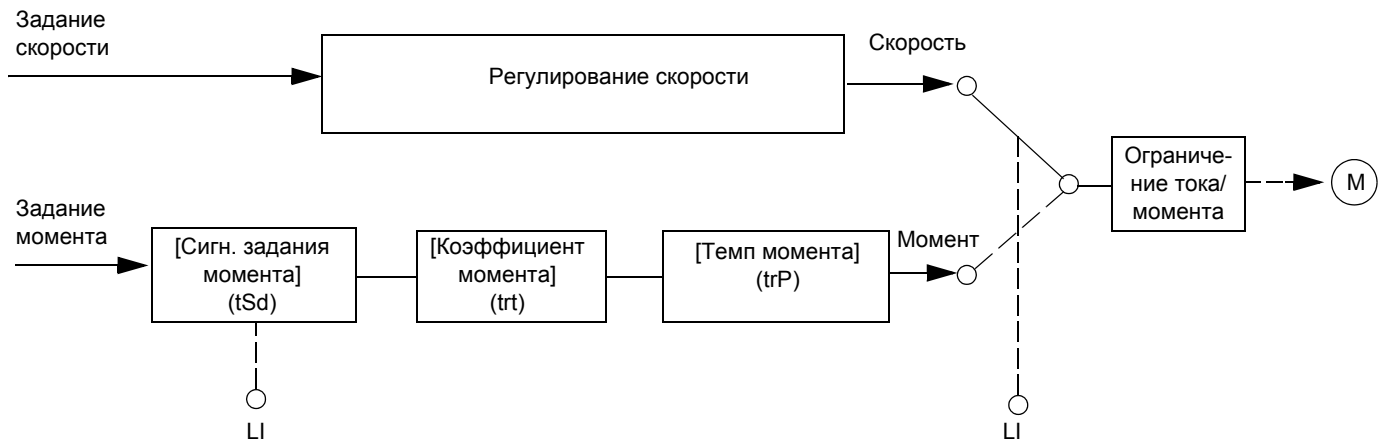 Задание
скорости
Регулирование скорости
Скорость
Ограниче-
ние тока/
момента
M
Задание
момента
[Сигн. задания
момента]
(tSd)
[Коэффициент
момента]
(trt)
[Темп момента]
(trP)
Момент
LI
LI